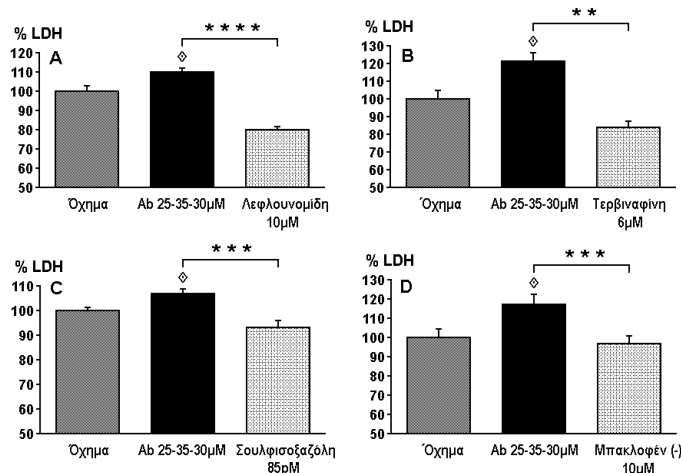 % LDH
* * * *
A
120
110
100
90
80
70
60
50
Όχημα
Ab 25-35-30μM
Λεφλουνομίδη
10μM
% LDH
* *
B
130
120
110
100
90
80
70
60
50
Όχημα
Ab 25-35-30μM
Τερβιναφίνη
6μM
% LDH
* * *
C
110
100
90
80
70
60
50
Όχημα
Ab 25-35-30μM
Σουλφισοξαζόλη
85pM
% LDH
* * *
D
130
120
110
100
90
80
70
60
50
Όχημα
Ab 25-35-30μM
Μπακλοφέν (-)
10μM